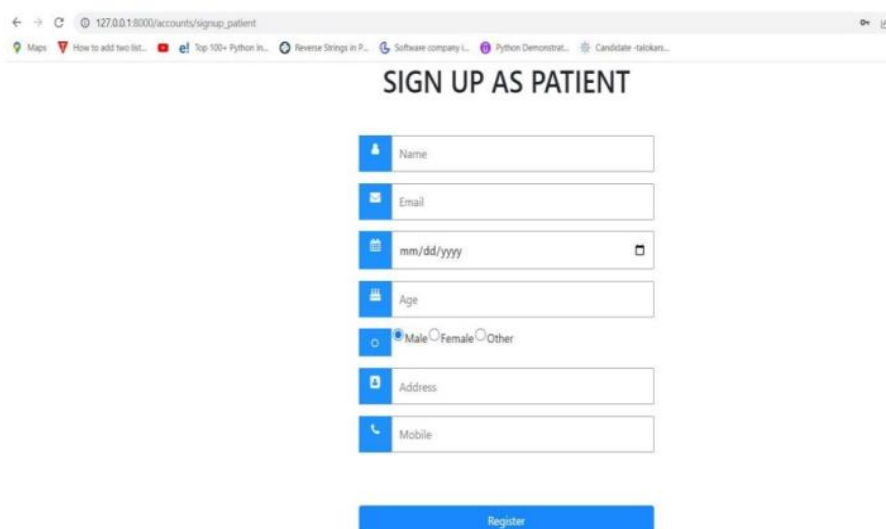 127.0.0.1:8000/accounts/signup_patient
Maps How to add two list... Top 100+ Python in... Reverse Strings in P... Software company i... Python Demonstrat... Candidate -talokars...
SIGN UP AS PATIENT
Name
Email
mm/dd/yyyy
Age
Male Female Other
Address
Mobile
Register